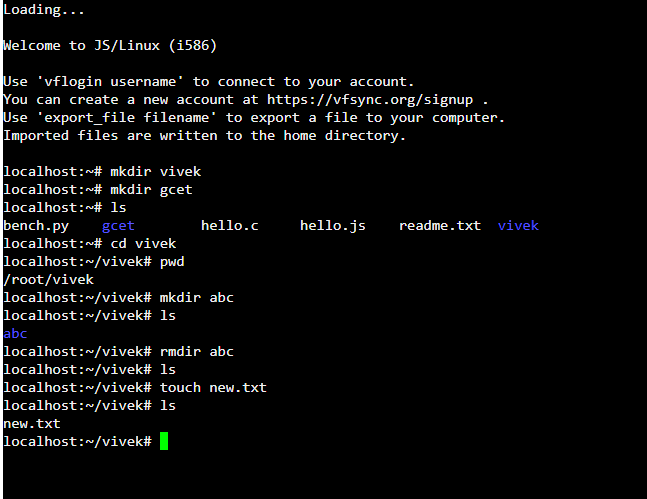 Loading...
Welcome to JS/Linux (i586)
Use 'vflogin username' to connect to your account.
You can create a new account at https://vfsync.org/signup .
Use 'export_file filename' to export a file to your computer.
Imported files are written to the home directory.
localhost:~# mkdir vivek
localhost:~# mkdir gcet
localhost:~# ls
bench.py    gcet        hello.c     hello.js    readme.txt  vivek
localhost:~# cd vivek
localhost:~/vivek# pwd
/root/vivek
localhost:~/vivek# mkdir abc
localhost:~/vivek# ls
abc
localhost:~/vivek# rmdir abc
localhost:~/vivek# ls
localhost:~/vivek# touch new.txt
localhost:~/vivek# ls
new.txt
localhost:~/vivek#